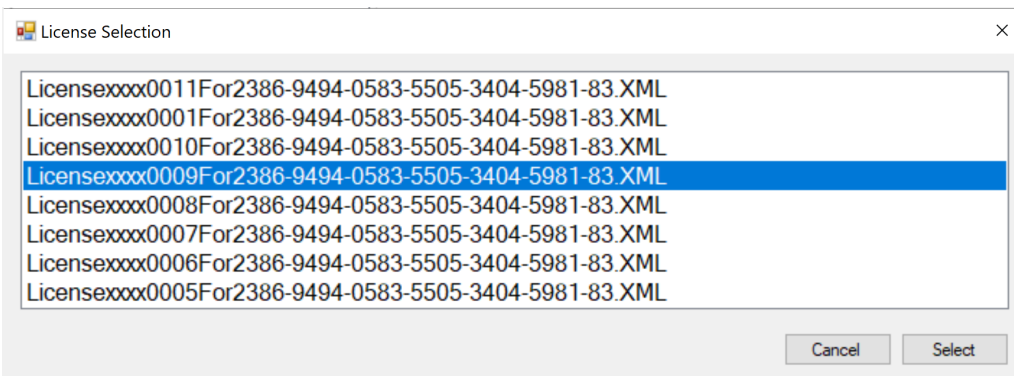 License Selection
Licensexxxx0011For2386-9494-0583-5505-3404-5981-83.XML
Licensexxxx0001For2386-9494-0583-5505-3404-5981-83.XML
Licensexxxx0010For2386-9494-0583-5505-3404-5981-83.XML
Licensexxxx0009For2386-9494-0583-5505-3404-5981-83.XML
Licensexxxx0008For2386-9494-0583-5505-3404-5981-83.XML
Licensexxxx0007For2386-9494-0583-5505-3404-5981-83.XML
Licensexxxx0006For2386-9494-0583-5505-3404-5981-83.XML
Licensexxxx0005For2386-9494-0583-5505-3404-5981-83.XML
Cancel Select